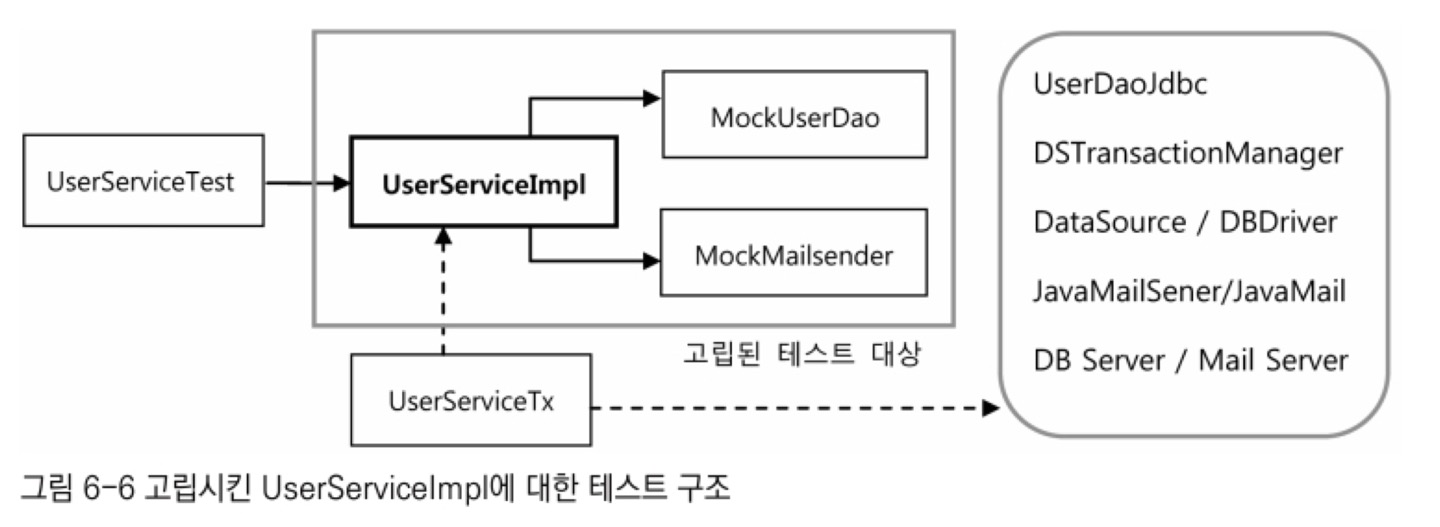 UserServiceTest
UserServiceImpl
MockUserDao
MockMailsender
고립된 테스트 대상
UserServiceTx
UserDaoJdbc
DSTransactionManager
DataSource / DBDriver
JavaMailSener/JavaMail
DB Server / Mail Server
그림 6-6 고립시킨 UserServiceImpl에 대한 테스트 구조